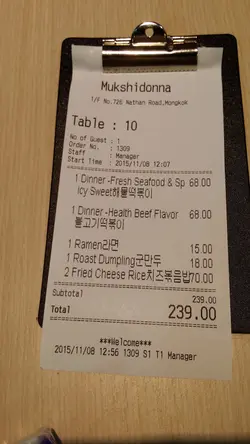 Mukshidonna
1/F No.726 Nathan Road,Mongkok
Table : 10
No of Guest : 1
Order No. : 1309
Staff : Manager
Start time : 2015/11/08 12:07
1 Dinner -Fresh Seafood & Sp 68.00
icy Sweet해물떡볶이
1 Dinner -Health Beef Flavor 68.00
불고기떡볶이
1 Ramen라면 15.00
1 Roast Dumpling군만두 18.00
2 Fried Cheese Rice치즈볶음밥70.00
Subtotal 239.00
Total 239.00
***Welcome***
2015/11/08 12:56 1309 S1 T1 Manager